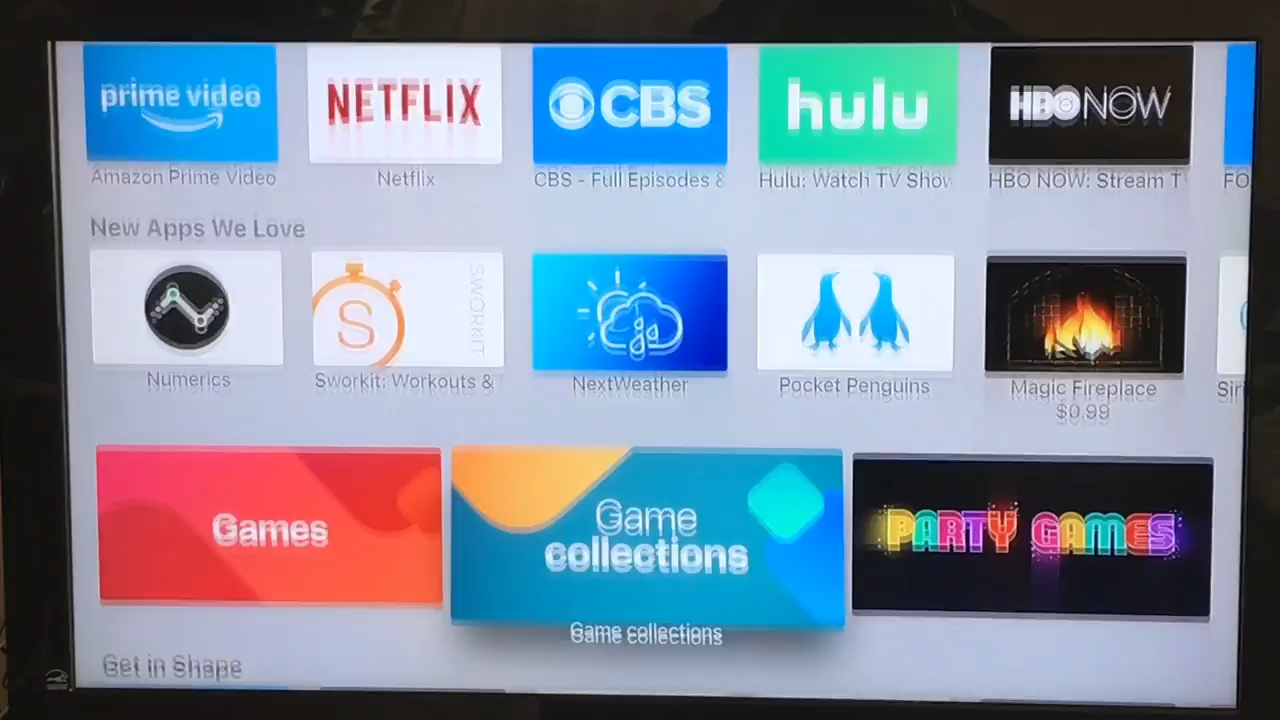 prime video
NETFLIX
CBS
hulu
HBO NOW
Amazon Prime Video
Netflix
CBS - Full Episodes &
Hulu: Watch TV Show
HBO NOW: Stream T
FO
New Apps We Love
S
SWORKIT
Numerics
Sworkit: Workouts &
NextWeather
Pocket Penguins
Magic Fireplace
Sir
$0.99
Games
Game
collections
PARTY GAMES
Game collections
Get in Shape